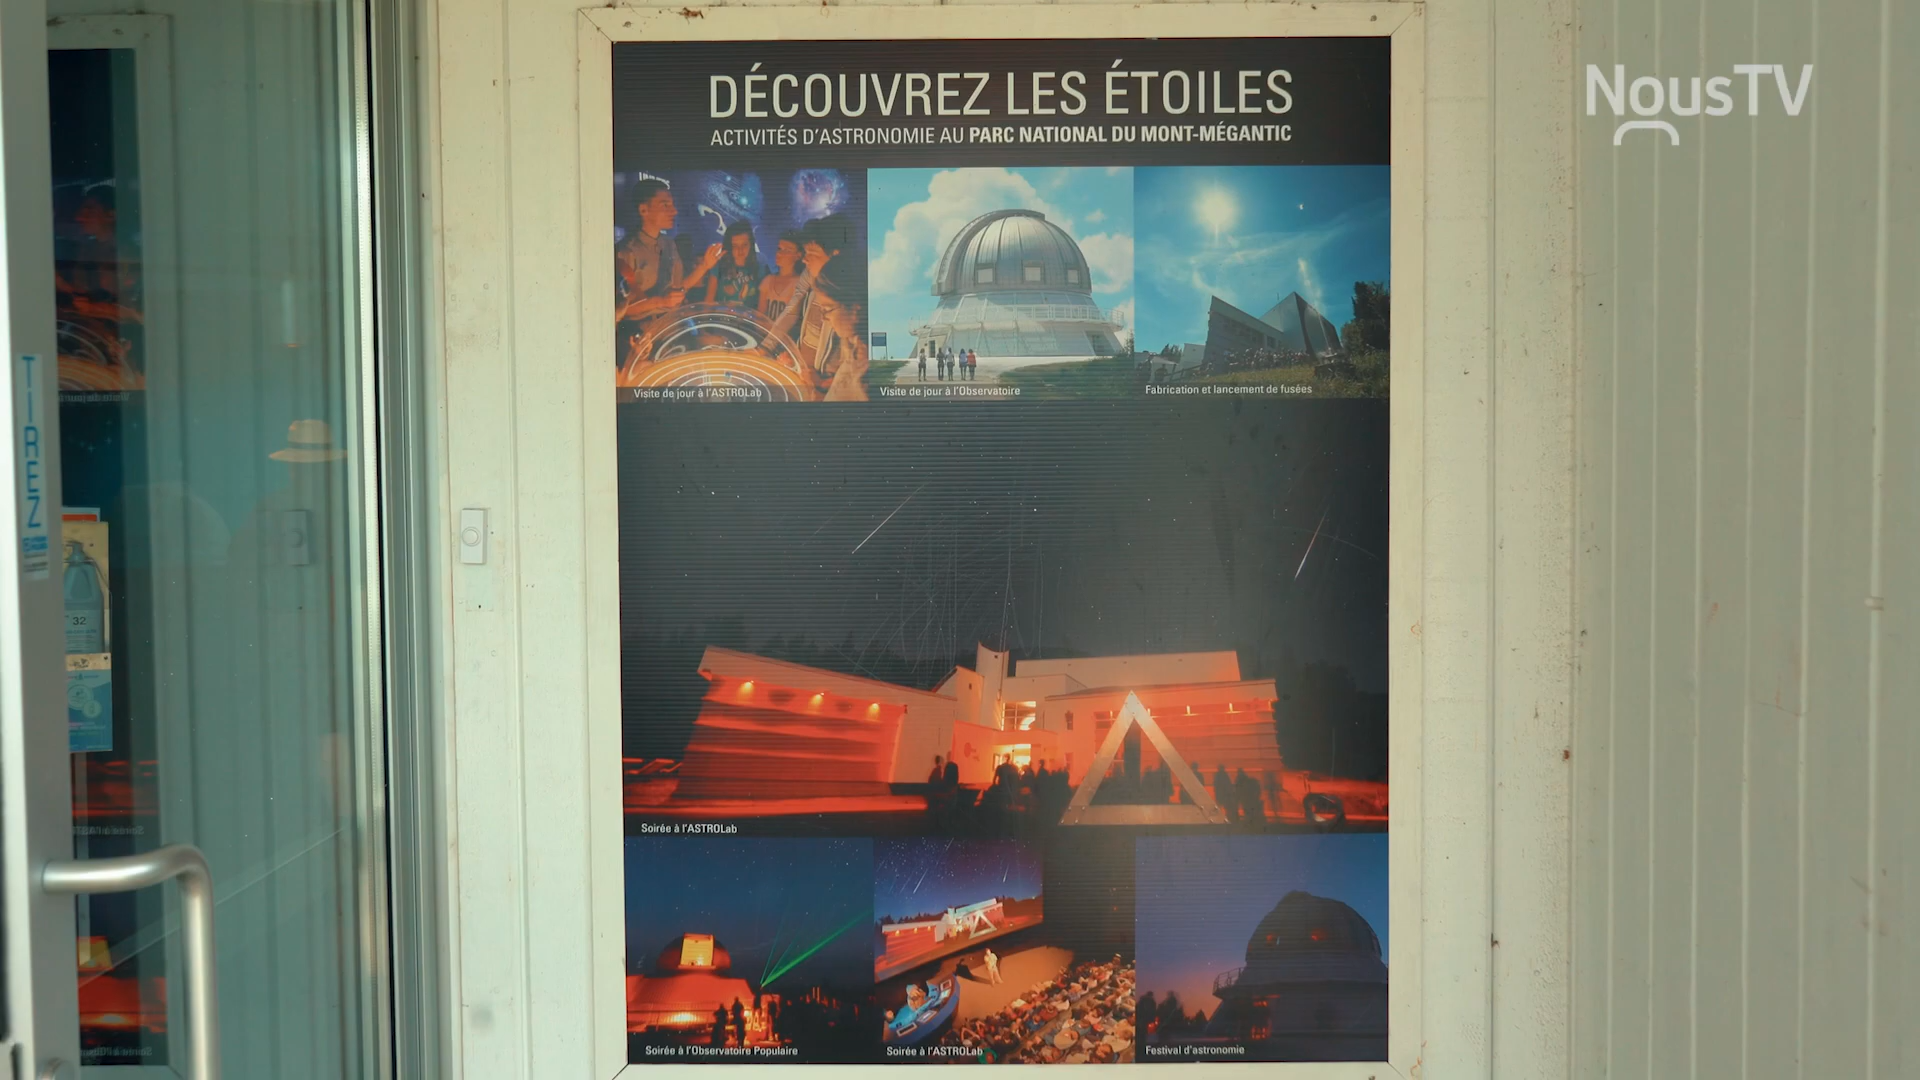 NousTV
DÉCOUVREZ LES ÉTOILES
ACTIVITÉS D'ASTRONOMIE AU PARC NATIONAL DU MONT-MÉGANTIC
Visite de jour à l'ASTROLab
Visite de jour à l'Observatoire
Fabrication et lancement de fusées
TIREZ
32
Soirée à l'ASTROLab
Soirée à l'Observatoire Populaire
Soirée à l'ASTROLab
Festival d'astronomie